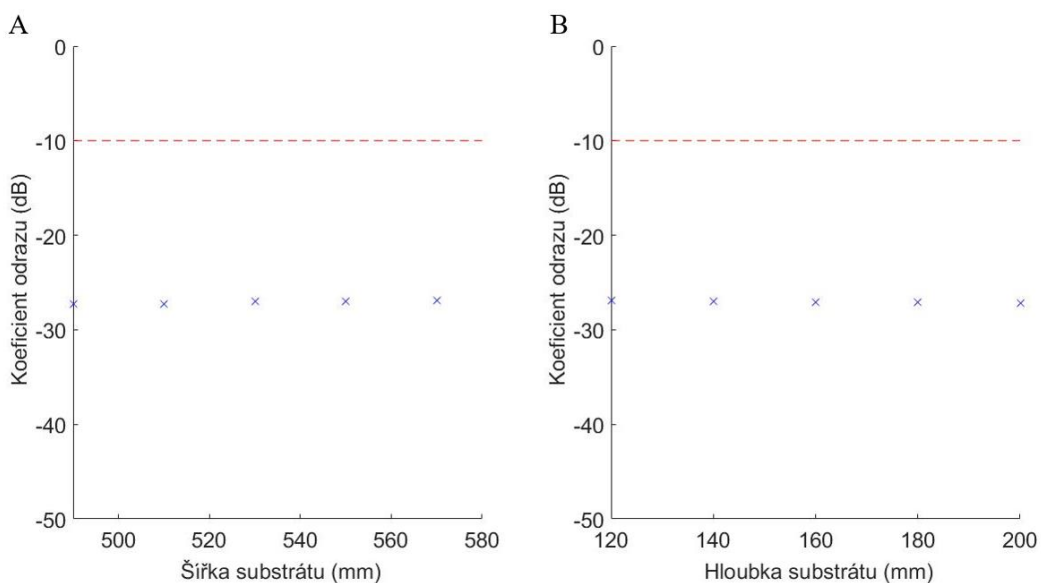 A
0
-10
-20
-30
-40
-50
Koeficient odrazu (dB)
500 520 540 560 580
Šířka substrátu (mm)
B
0
-10
-20
-30
-40
-50
Koeficient odrazu (dB)
120 140 160 180 200
Hloubka substrátu (mm)